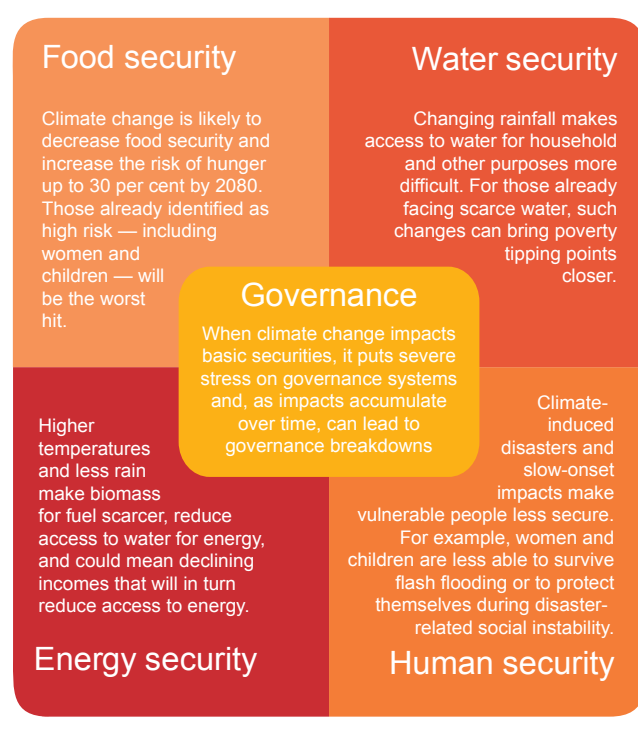 Food security
Climate change is likely to
decrease food security and
increase the risk of hunger
up to 30 per cent by 2080.
Those already identified as
high risk — including
women and
children — will
be the worst
hit.
Water security
Changing rainfall makes
access to water for household
and other purposes more
difficult. For those already
facing scarce water, such
changes can bring poverty
tipping points
closer.
Governance
When climate change impacts
basic securities, it puts severe
stress on governance systems
and, as impacts accumulate
over time, can lead to
governance breakdowns
Higher
temperatures
and less rain
make biomass
for fuel scarcer, reduce
access to water for energy,
and could mean declining
incomes that will in turn
reduce access to energy.
Energy security
Climate-
induced
disasters and
slow-onset
impacts make
vulnerable people less secure.
For example, women and
children are less able to survive
flash flooding or to protect
themselves during disaster-
related social instability.
Human security